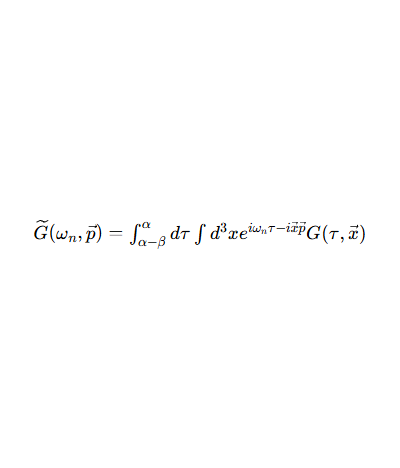 $\widetilde{G}(\omega_n, \vec{p}) = \int_{\alpha-\beta}^{\alpha} d\tau \int d^3x e^{i\omega_n\tau - i\vec{x}\vec{p}} G(\tau, \vec{x})$